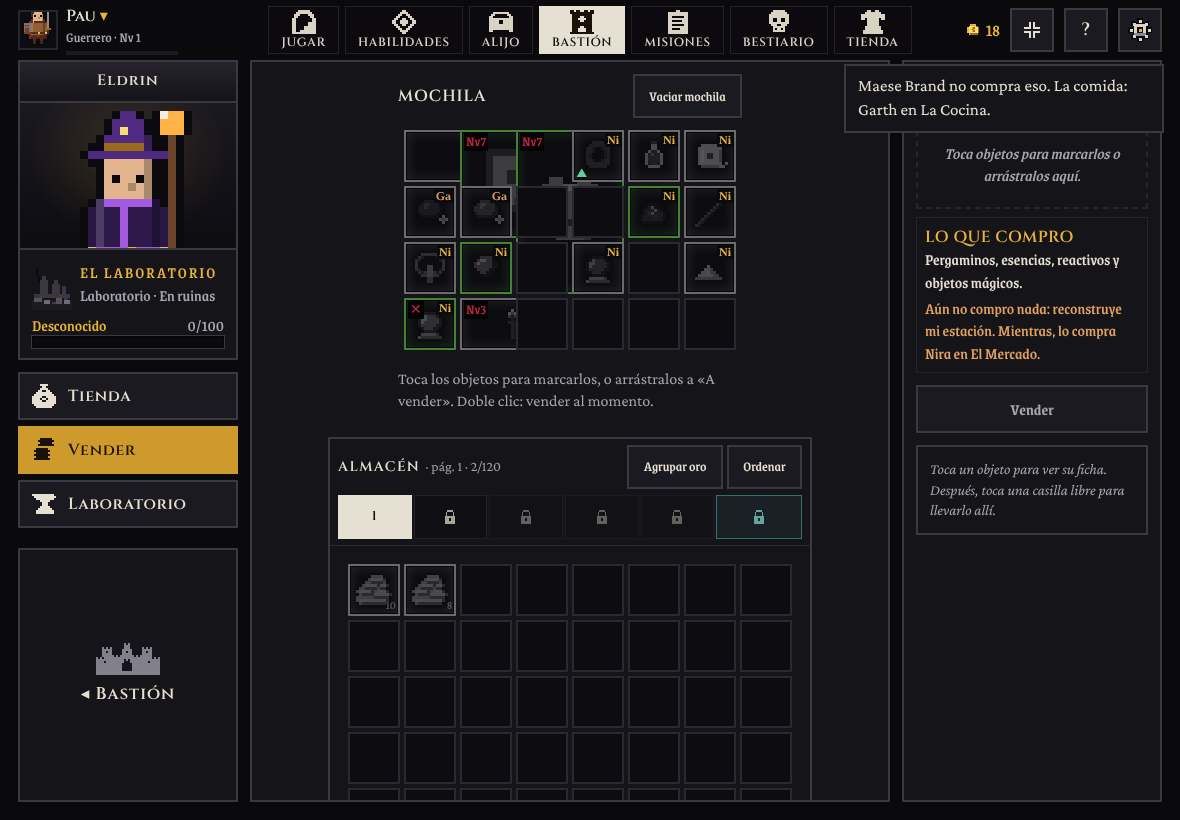 Pau ▾
Guerrero · Nv 1
JUGAR
HABILIDADES
ALIJO
BASTIÓN
MISIONES
BESTIARIO
TIENDA
18
?
Eldrin
EL LABORATORIO
Laboratorio · En ruinas
Desconocido 0/100
Tienda
Vender
Laboratorio
◂ Bastión
MOCHILA
Vaciar mochila
Nv7 Nv7 Ni Ni Ni
Ga Ga Ni Ni
Ni Ni Ni Ni
✕ Ni Nv3
Toca los objetos para marcarlos, o arrástralos a «A
vender». Doble clic: vender al momento.
ALMACÉN · pág. 1 · 2/120
Agrupar oro
Ordenar
I
10 8
Maese Brand no compra eso. La comida:
Garth en La Cocina.
Toca objetos para marcarlos o
arrástralos aquí.
LO QUE COMPRO
Pergaminos, esencias, reactivos y
objetos mágicos.
Aún no compro nada: reconstruye
mi estación. Mientras, lo compra
Nira en El Mercado.
Vender
Toca un objeto para ver su ficha.
Después, toca una casilla libre para
llevarlo allí.